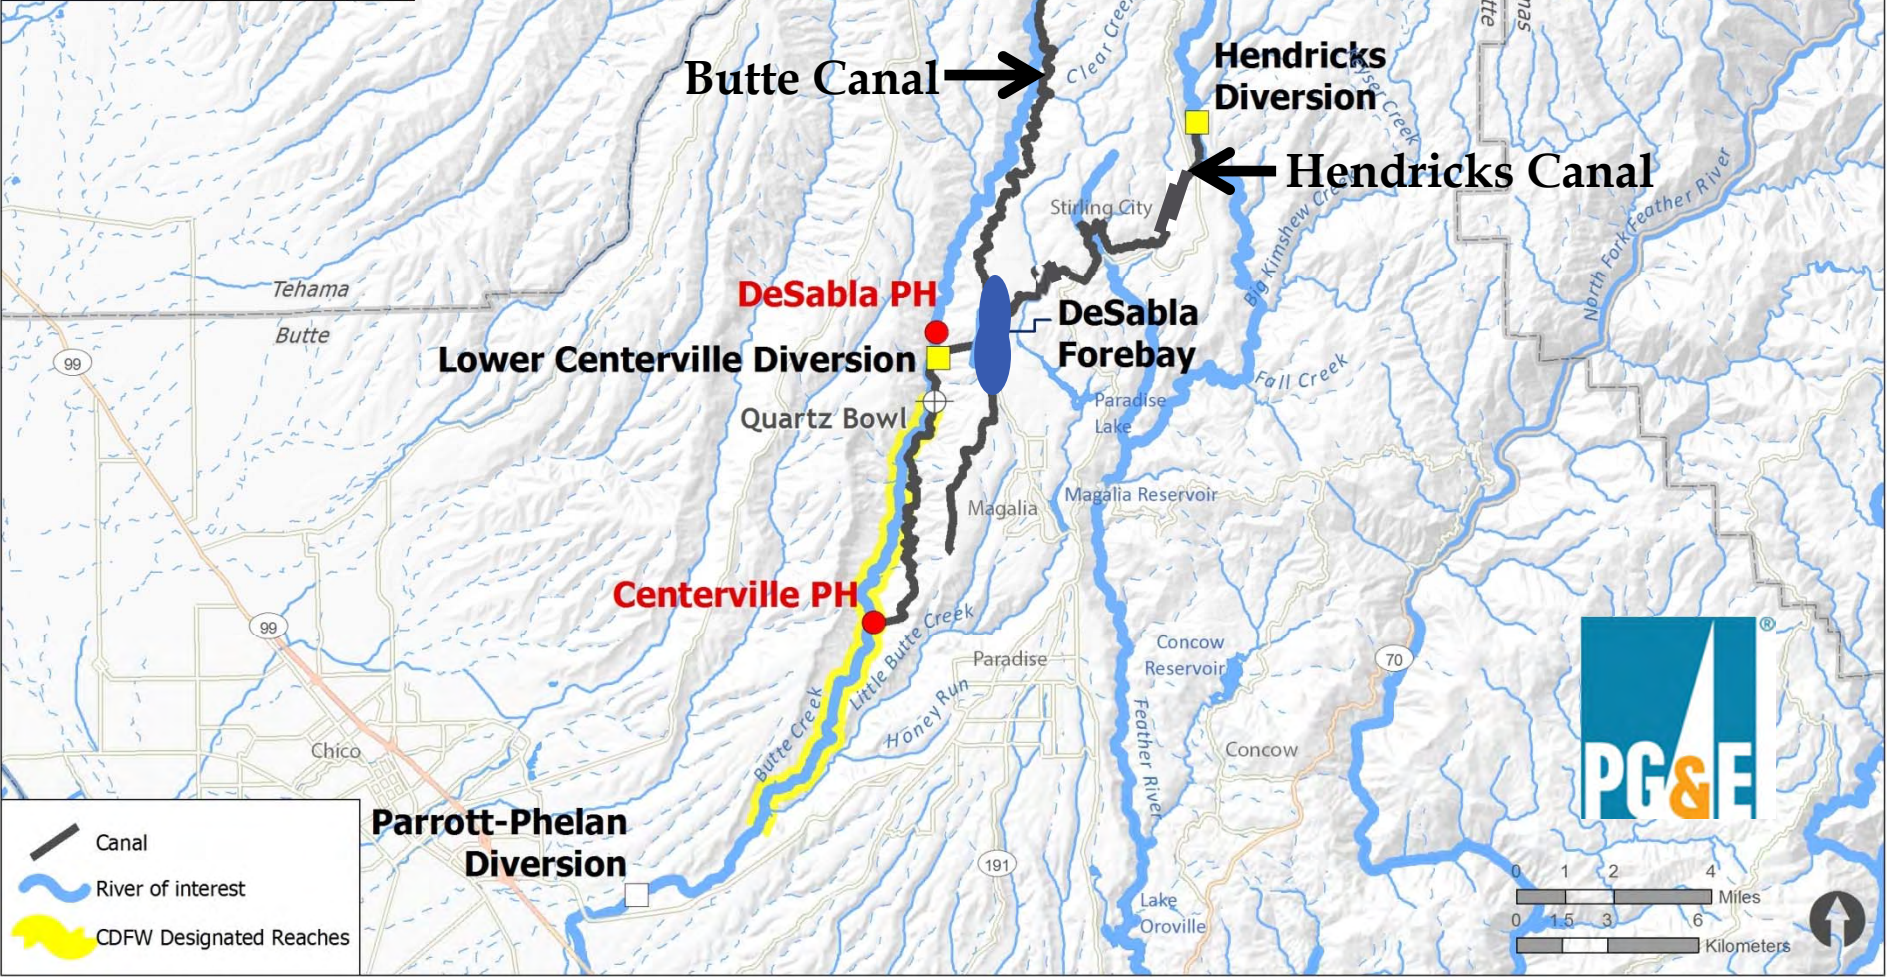 Clear Cree
tte
mas
Butte Canal
Hendricks
Diversion
Keyser Creek
Hendricks Canal
Stirling City
Big Kimshew Creek
North Fork Feather River
Tehama
Butte
DeSabla PH
DeSabla
Forebay
Lower Centerville Diversion
99
Quartz Bowl
Fall Creek
Paradise
Lake
Magalia
Magalia Reservoir
Centerville PH
99
Little Butte Creek
Concow
Reservoir
Paradise
70
®
PG&E
Honey Run
Butte Creek
Feather River
Chico
Concow
Parrott-Phelan
Diversion
191
Lake
Oroville
Canal
River of interest
CDFW Designated Reaches
0 1 2 4
Miles
0 1.5 3 6
Kilometers